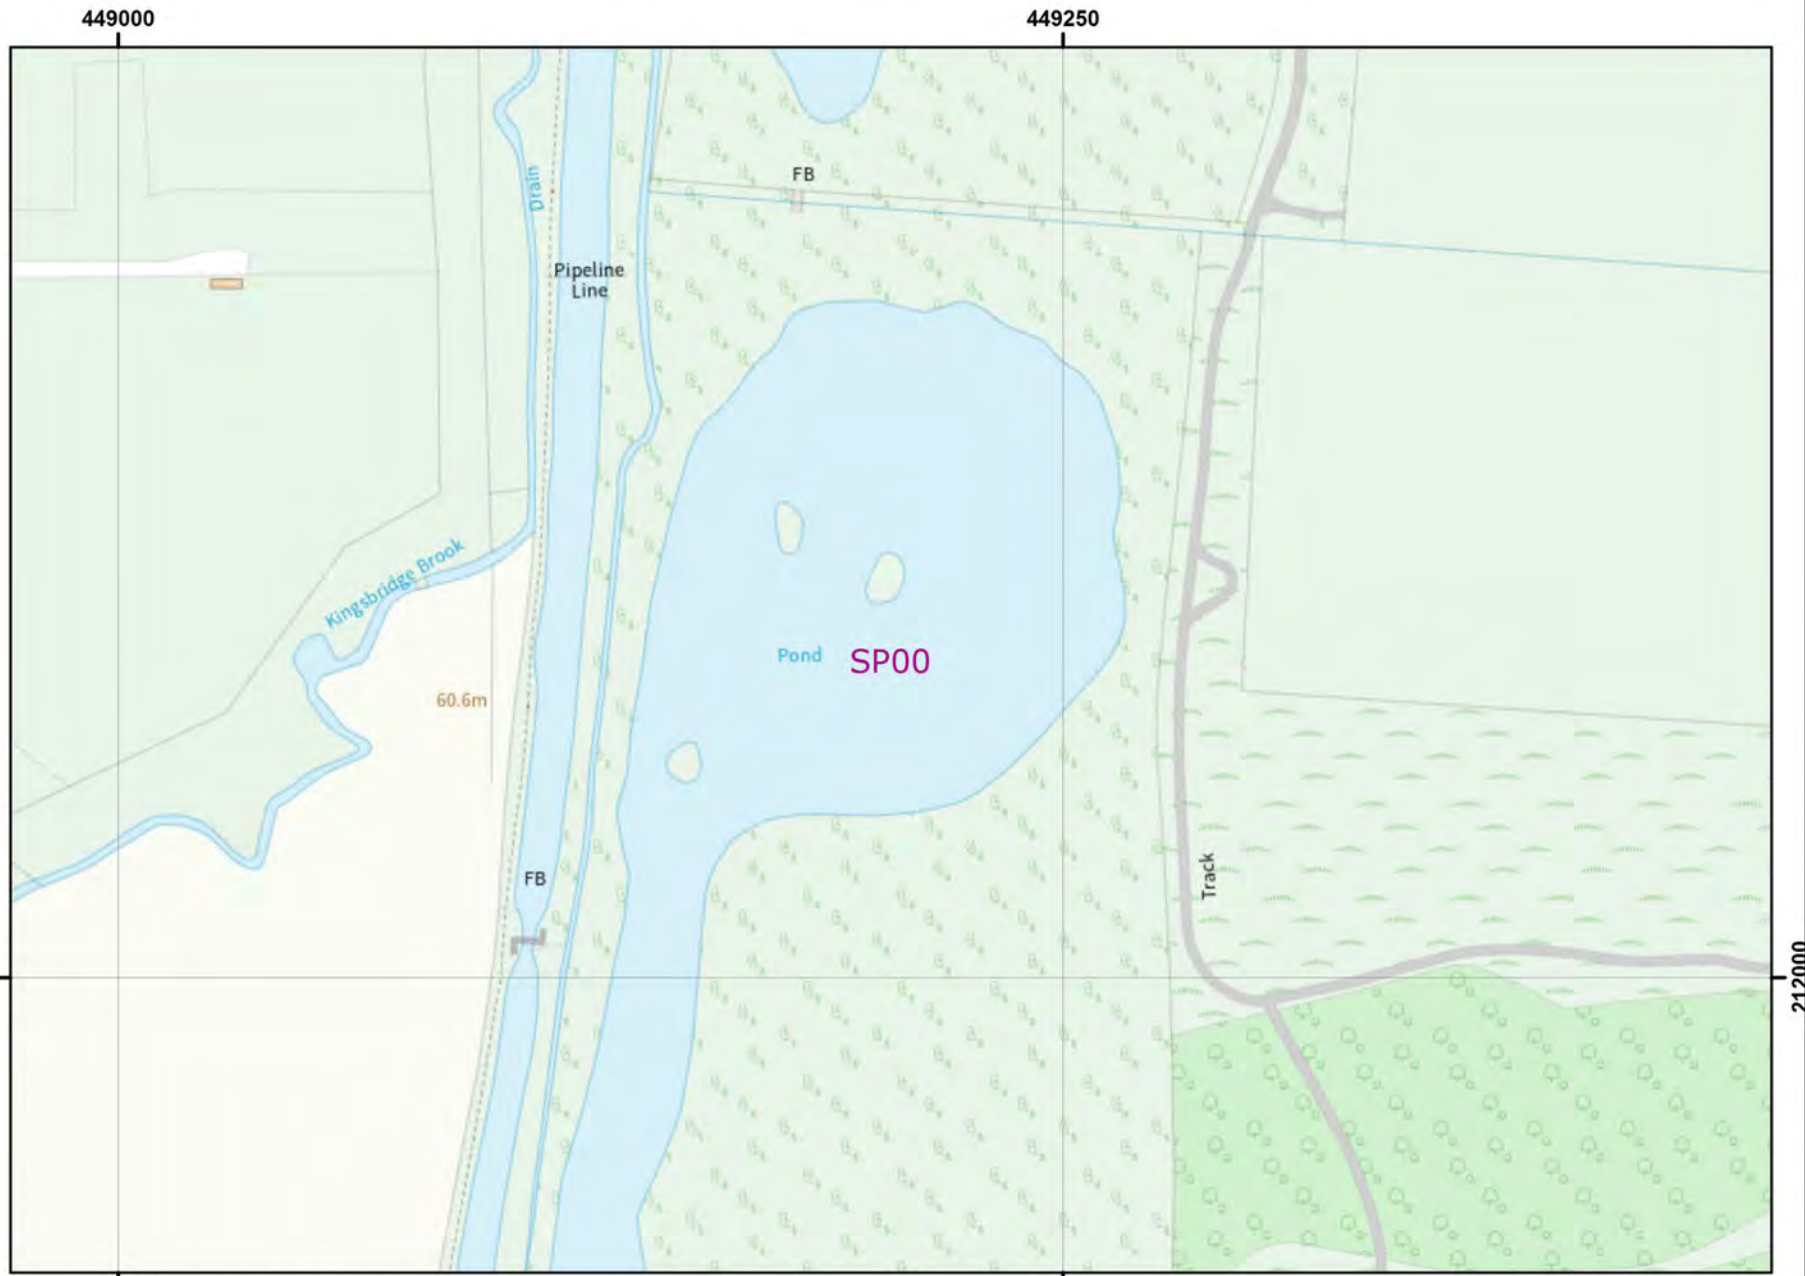 449000
449250
FB
Drain
Pipeline
Line
Kingsbridge Brook
Pond
SP00
60.6m
FB
Track
212000